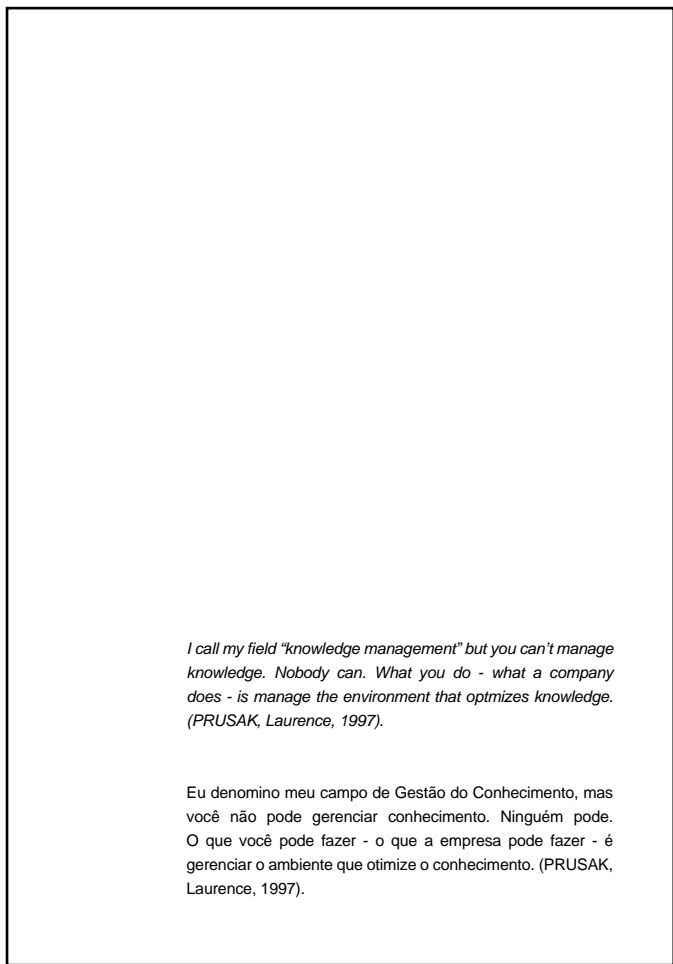 I call my field “knowledge management” but you can’t manage
knowledge. Nobody can. What you do - what a company
does - is manage the environment that optmizes knowledge.
(PRUSAK, Laurence, 1997).
Eu denomino meu campo de Gestão do Conhecimento, mas
você não pode gerenciar conhecimento. Ninguém pode.
O que você pode fazer - o que a empresa pode fazer - é
gerenciar o ambiente que otimize o conhecimento. (PRUSAK,
Laurence, 1997).